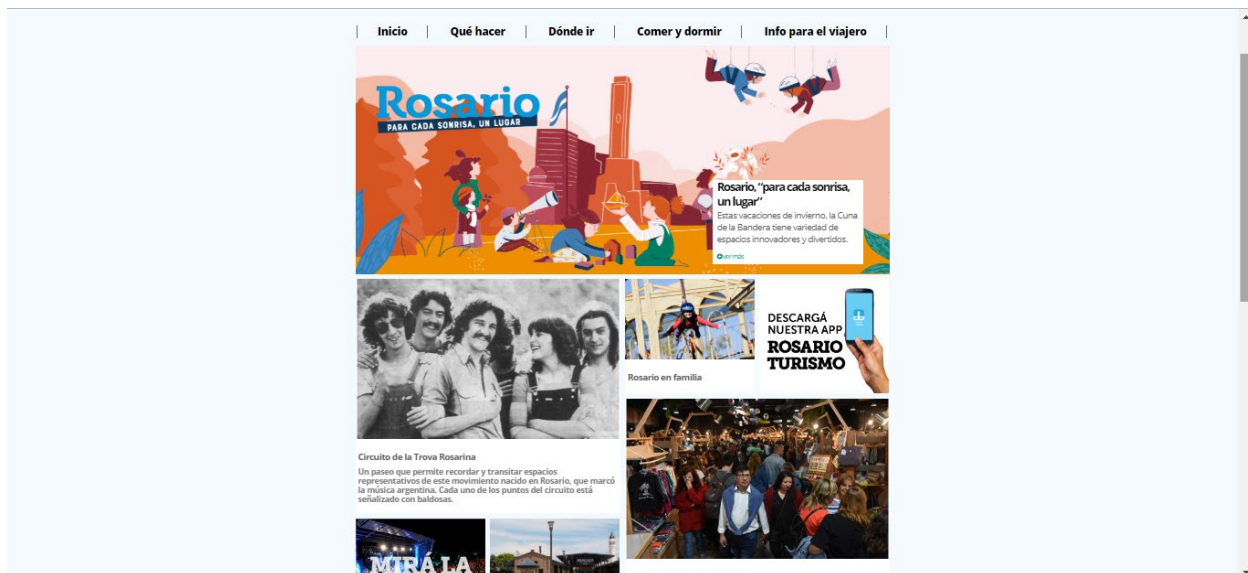 Inicio
Qué hacer
Dónde ir
Comer y dormir
Info para el viajero
Rosario
PARA CADA SONRISA, UN LUGAR
Rosario, “para cada sonrisa,
un lugar”
Estas vacaciones de invierno, la Cuna
de la Bandera tiene variedad de
espacios innovadores y divertidos.
ver más
Circuito de la Trova Rosarina
Un paseo que permite recordar y transitar espacios
representativos de este movimiento nacido en Rosario, que marcó
la música argentina. Cada uno de los puntos del circuito está
señalizado con baldosas.
Rosario en familia
DESCARGÁ
NUESTRA APP
ROSARIO
TURISMO
MIRÁ LA